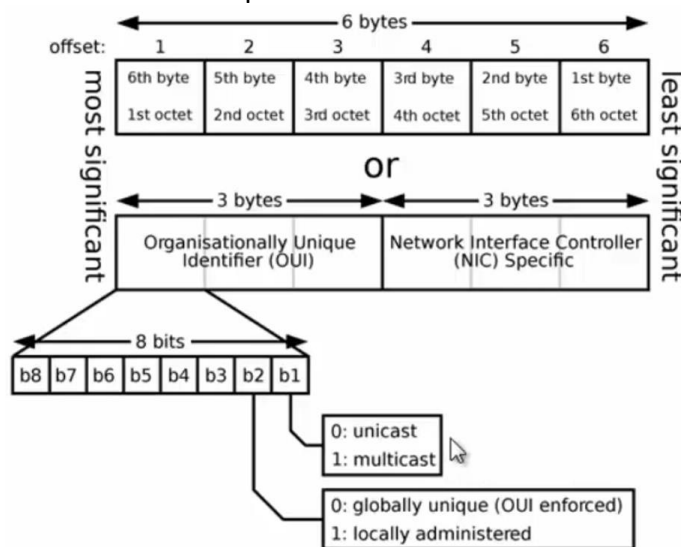 6 bytes
offset: 1 2 3 4 5 6
6th byte 5th byte 4th byte 3rd byte 2nd byte 1st byte
1st octet 2nd octet 3rd octet 4th octet 5th octet 6th octet
most significant
least significant
or
3 bytes 3 bytes
Organisationally Unique Network Interface Controller
Identifier (OUI) (NIC) Specific
8 bits
b8 b7 b6 b5 b4 b3 b2 b1
0: unicast
1: multicast
0: globally unique (OUI enforced)
1: locally administered